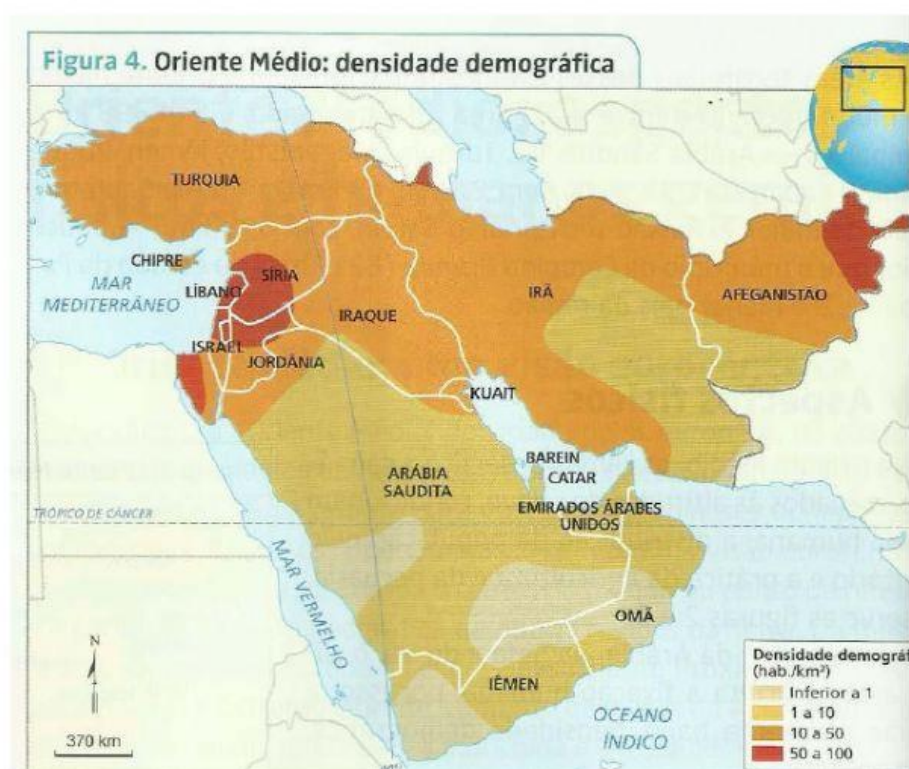 Figura 4. Oriente Médio: densidade demográfica
TURQUIA
CHIPRE
MAR
MEDITERRÂNEO
LÍBANO
SÍRIA
ISRAEL
JORDÂNIA
IRAQUE
IRÃ
AFEGANISTÃO
KUAIT
BAREIN
CATAR
ARÁBIA
SAUDITA
EMIRADOS ÁRABES
UNIDOS
TRÓPICO DE CÂNCER
MAR VERMELHO
OMÃ
IÊMEN
OCEANO
ÍNDICO
N
370 km
Densidade demográf
(hab./km²)
Inferior a 1
1 a 10
10 a 50
50 a 100